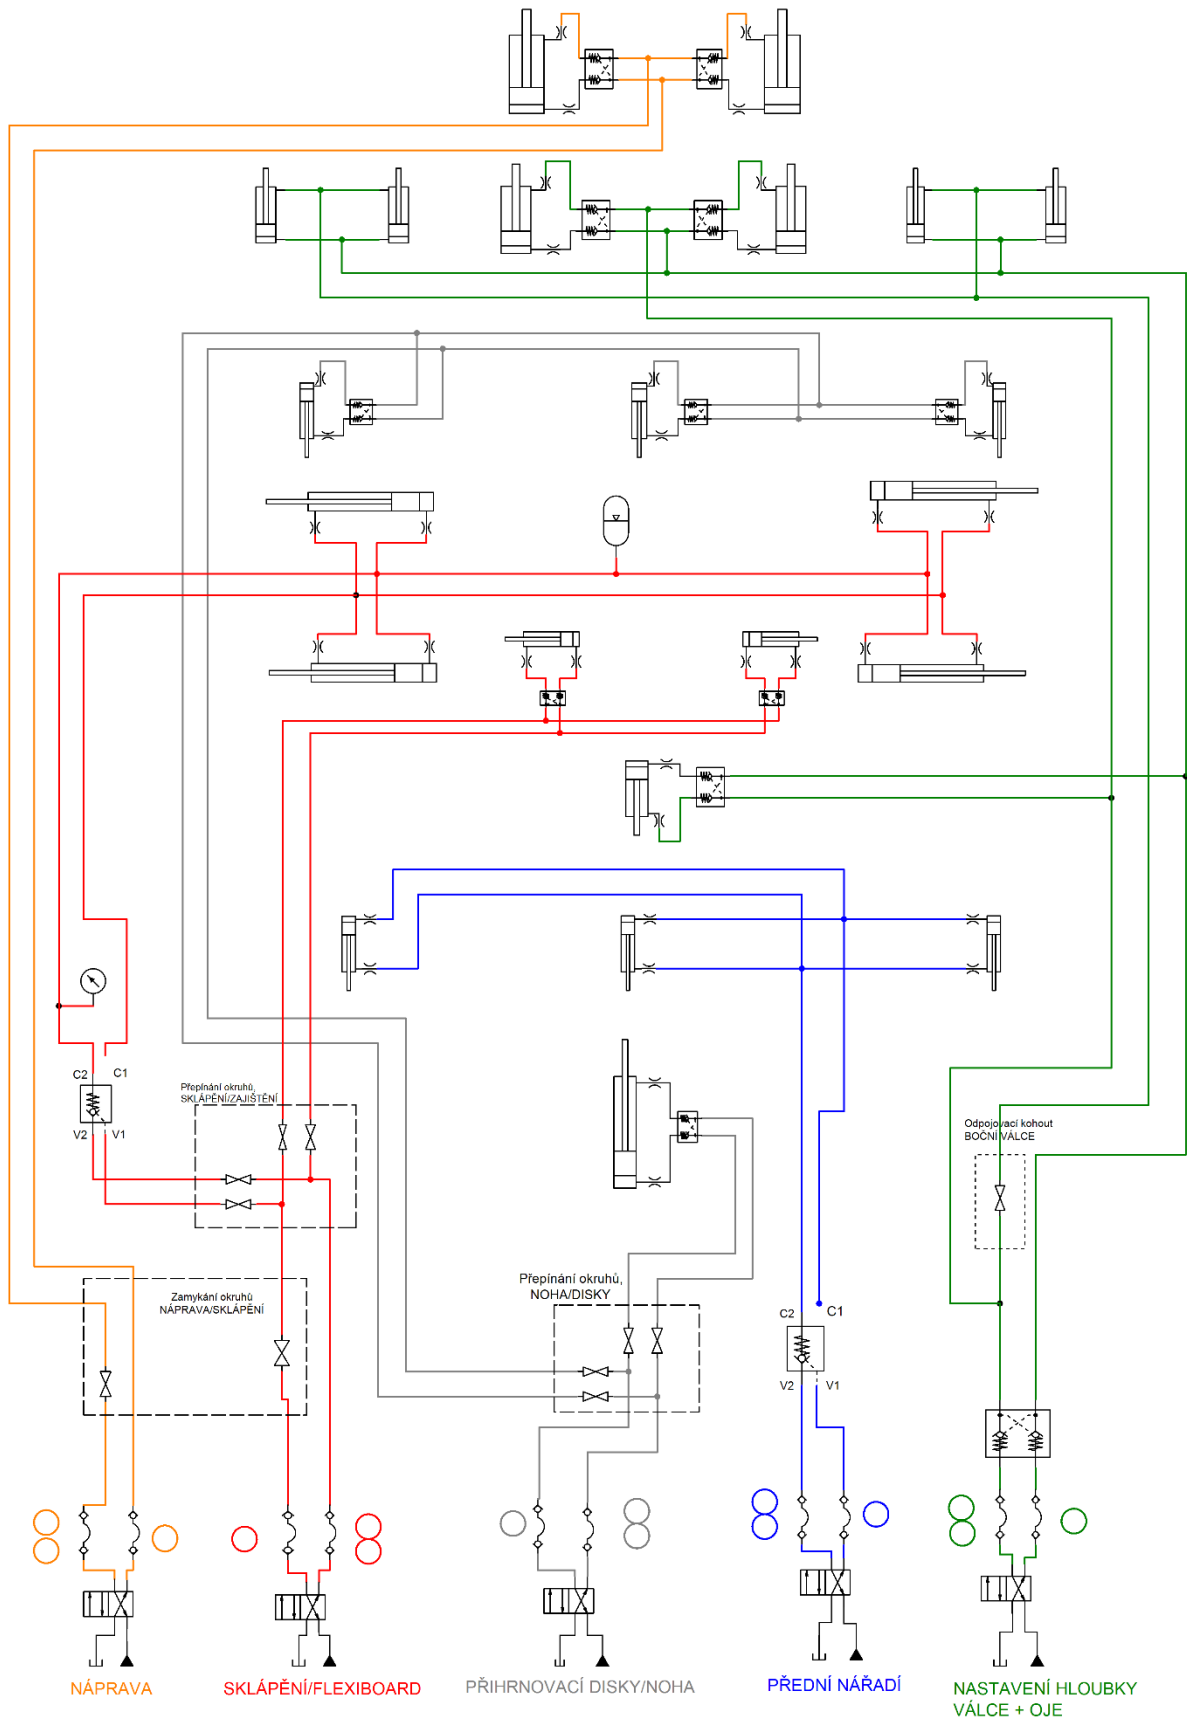 C2
C1
V2
V1
Přepínání okruhů,
SKLÁPĚNÍ/ZAJIŠTĚNÍ
Odpojovací kohout
BOČNÍ VÁLCE
Zamykání okruhů
NÁPRAVA/SKLÁPĚNÍ
Přepínání okruhů,
NOHA/DISKY
C2
C1
V2
V1
NÁPRAVA
SKLÁPĚNÍ/FLEXIBOARD
PŘIHRNOVACÍ DISKY/NOHA
PŘEDNÍ NÁŘADÍ
NASTAVENÍ HLOUBKY
VÁLCE + OJE